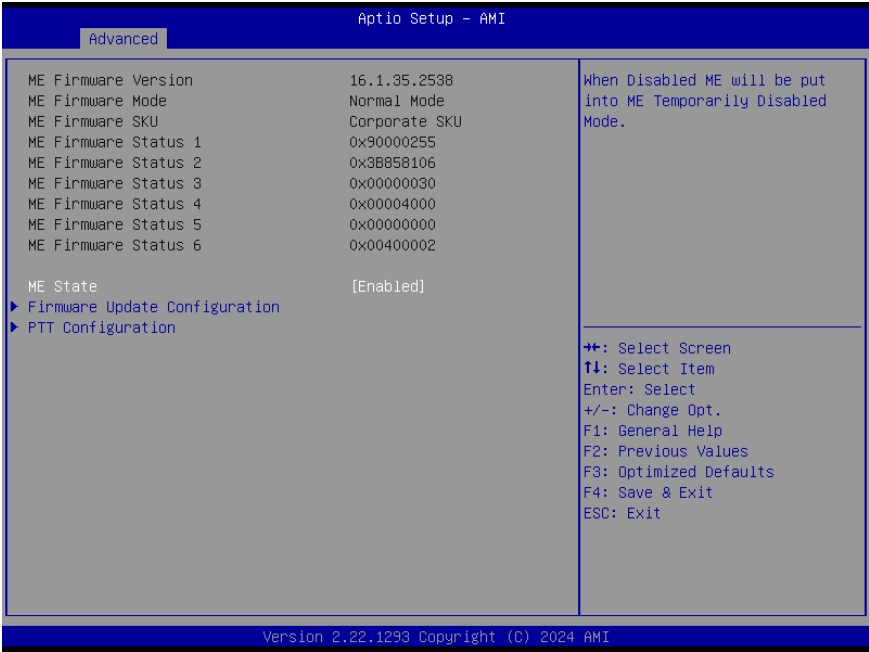 Aptio Setup – AMI
Advanced
ME Firmware Version 16.1.35.2538
ME Firmware Mode Normal Mode
ME Firmware SKU Corporate SKU
ME Firmware Status 1 0x90000255
ME Firmware Status 2 0x3B858106
ME Firmware Status 3 0x00000030
ME Firmware Status 4 0x00004000
ME Firmware Status 5 0x00000000
ME Firmware Status 6 0x00400002
ME State [Enabled]
Firmware Update Configuration
PTT Configuration
When Disabled ME will be put
into ME Temporarily Disabled
Mode.
→←: Select Screen
↑↓: Select Item
Enter: Select
+/-: Change Opt.
F1: General Help
F2: Previous Values
F3: Optimized Defaults
F4: Save & Exit
ESC: Exit
Version 2.22.1293 Copyright (C) 2024 AMI